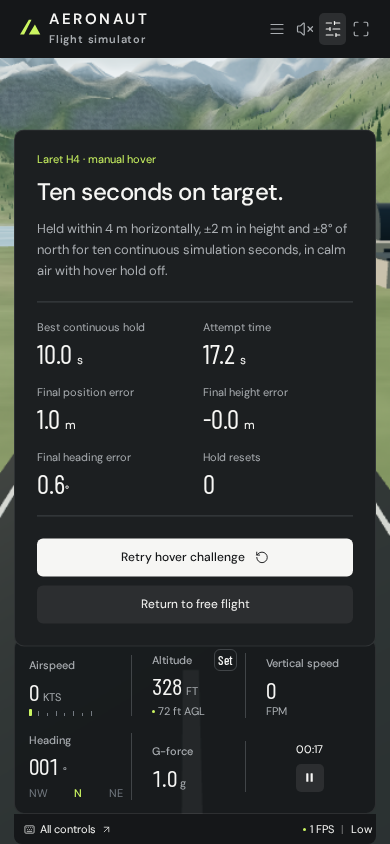 AERONAUT
Flight simulator
Laret H4 · manual hover
Ten seconds on target.
Held within 4 m horizontally, ±2 m in height and ±8° of
north for ten continuous simulation seconds, in calm
air with hover hold off.
Best continuous hold
10.0 s
Attempt time
17.2 s
Final position error
1.0 m
Final height error
-0.0 m
Final heading error
0.6°
Hold resets
0
Retry hover challenge
Return to free flight
Airspeed
0 KTS
Altitude
Set
328 FT
72 ft AGL
Vertical speed
0
FPM
Heading
001 °
NW N NE
G-force
1.0 g
00:17
All controls
1 FPS | Low